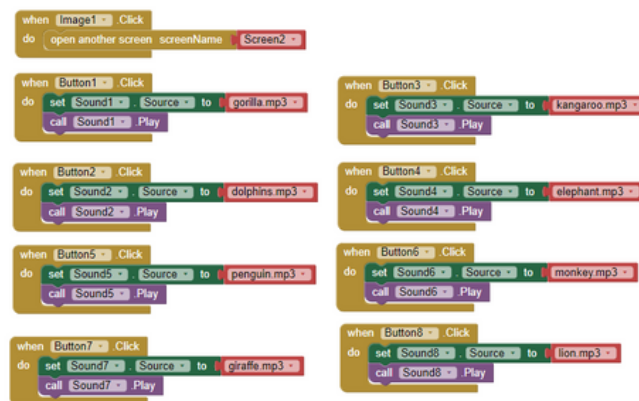 when Image1 .Click
do open another screen screenName Screen2
when Button1 .Click
do set Sound1 . Source to gorilla.mp3
call Sound1 .Play
when Button3 .Click
do set Sound3 . Source to kangaroo.mp3
call Sound3 .Play
when Button2 .Click
do set Sound2 . Source to dolphins.mp3
call Sound2 .Play
when Button4 .Click
do set Sound4 . Source to elephant.mp3
call Sound4 .Play
when Button5 .Click
do set Sound5 . Source to penguin.mp3
call Sound5 .Play
when Button6 .Click
do set Sound6 . Source to monkey.mp3
call Sound6 .Play
when Button7 .Click
do set Sound7 . Source to giraffe.mp3
call Sound7 .Play
when Button8 .Click
do set Sound8 . Source to lion.mp3
call Sound8 .Play